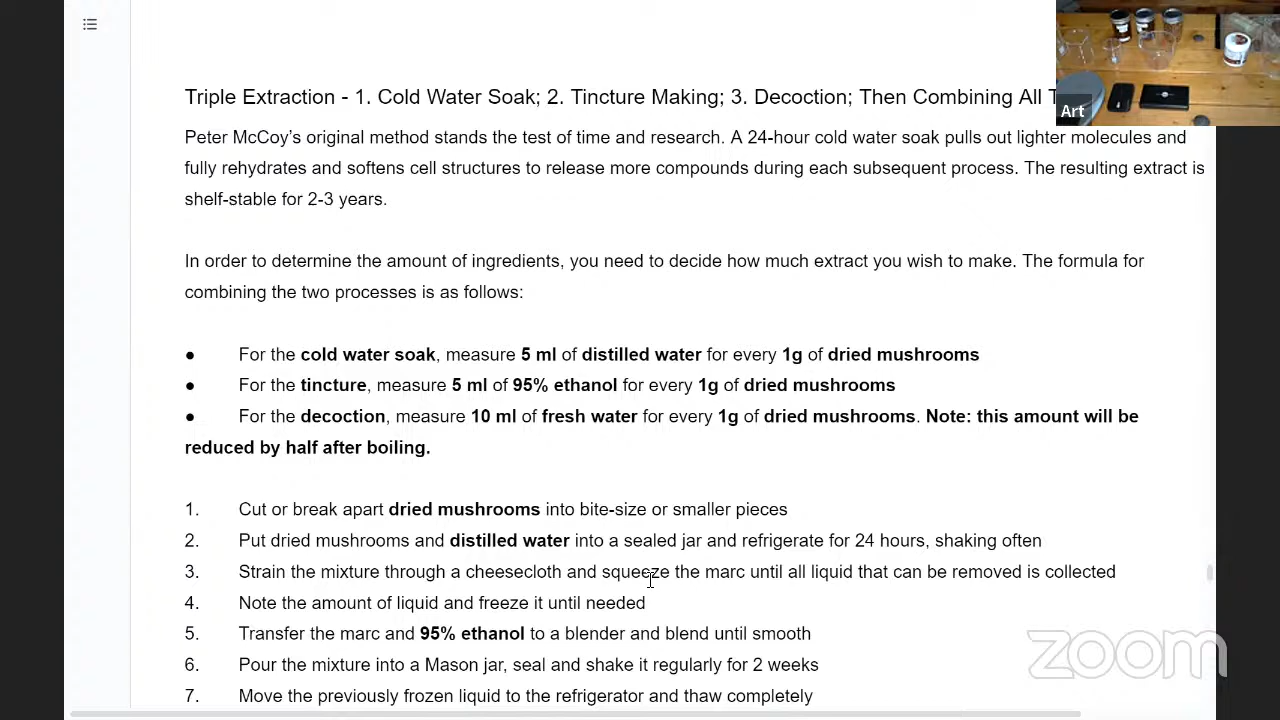 Triple Extraction - 1. Cold Water Soak; 2. Tincture Making; 3. Decoction; Then Combining All
Art
Peter McCoy’s original method stands the test of time and research. A 24-hour cold water soak pulls out lighter molecules and
fully rehydrates and softens cell structures to release more compounds during each subsequent process. The resulting extract is
shelf-stable for 2-3 years.
In order to determine the amount of ingredients, you need to decide how much extract you wish to make. The formula for
combining the two processes is as follows:
● For the cold water soak, measure 5 ml of distilled water for every 1g of dried mushrooms
● For the tincture, measure 5 ml of 95% ethanol for every 1g of dried mushrooms
● For the decoction, measure 10 ml of fresh water for every 1g of dried mushrooms. Note: this amount will be
reduced by half after boiling.
1. Cut or break apart dried mushrooms into bite-size or smaller pieces
2. Put dried mushrooms and distilled water into a sealed jar and refrigerate for 24 hours, shaking often
3. Strain the mixture through a cheesecloth and squeeze the marc until all liquid that can be removed is collected
4. Note the amount of liquid and freeze it until needed
5. Transfer the marc and 95% ethanol to a blender and blend until smooth
6. Pour the mixture into a Mason jar, seal and shake it regularly for 2 weeks
7. Move the previously frozen liquid to the refrigerator and thaw completely
zoom